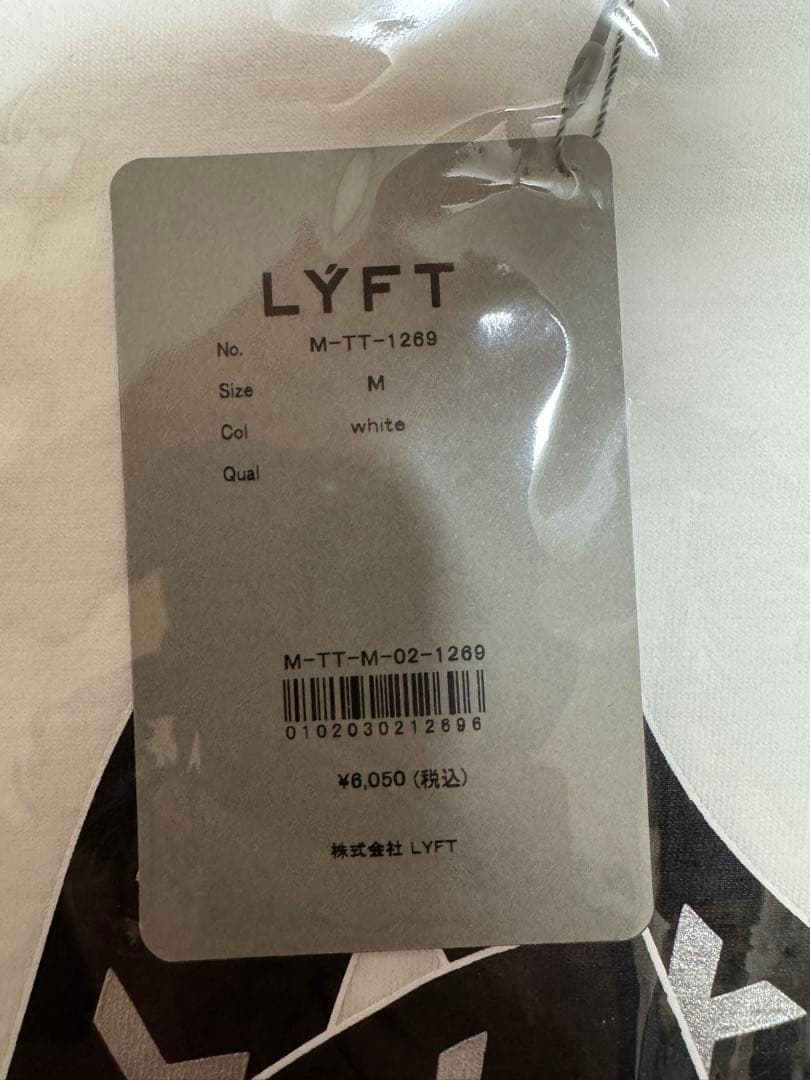 LÝFT
No. M-TT-1269
Size M
Col white
Qual
M-TT-M-02-1269
0102030212696
¥6,050 (税込)
株式会社 LYFT